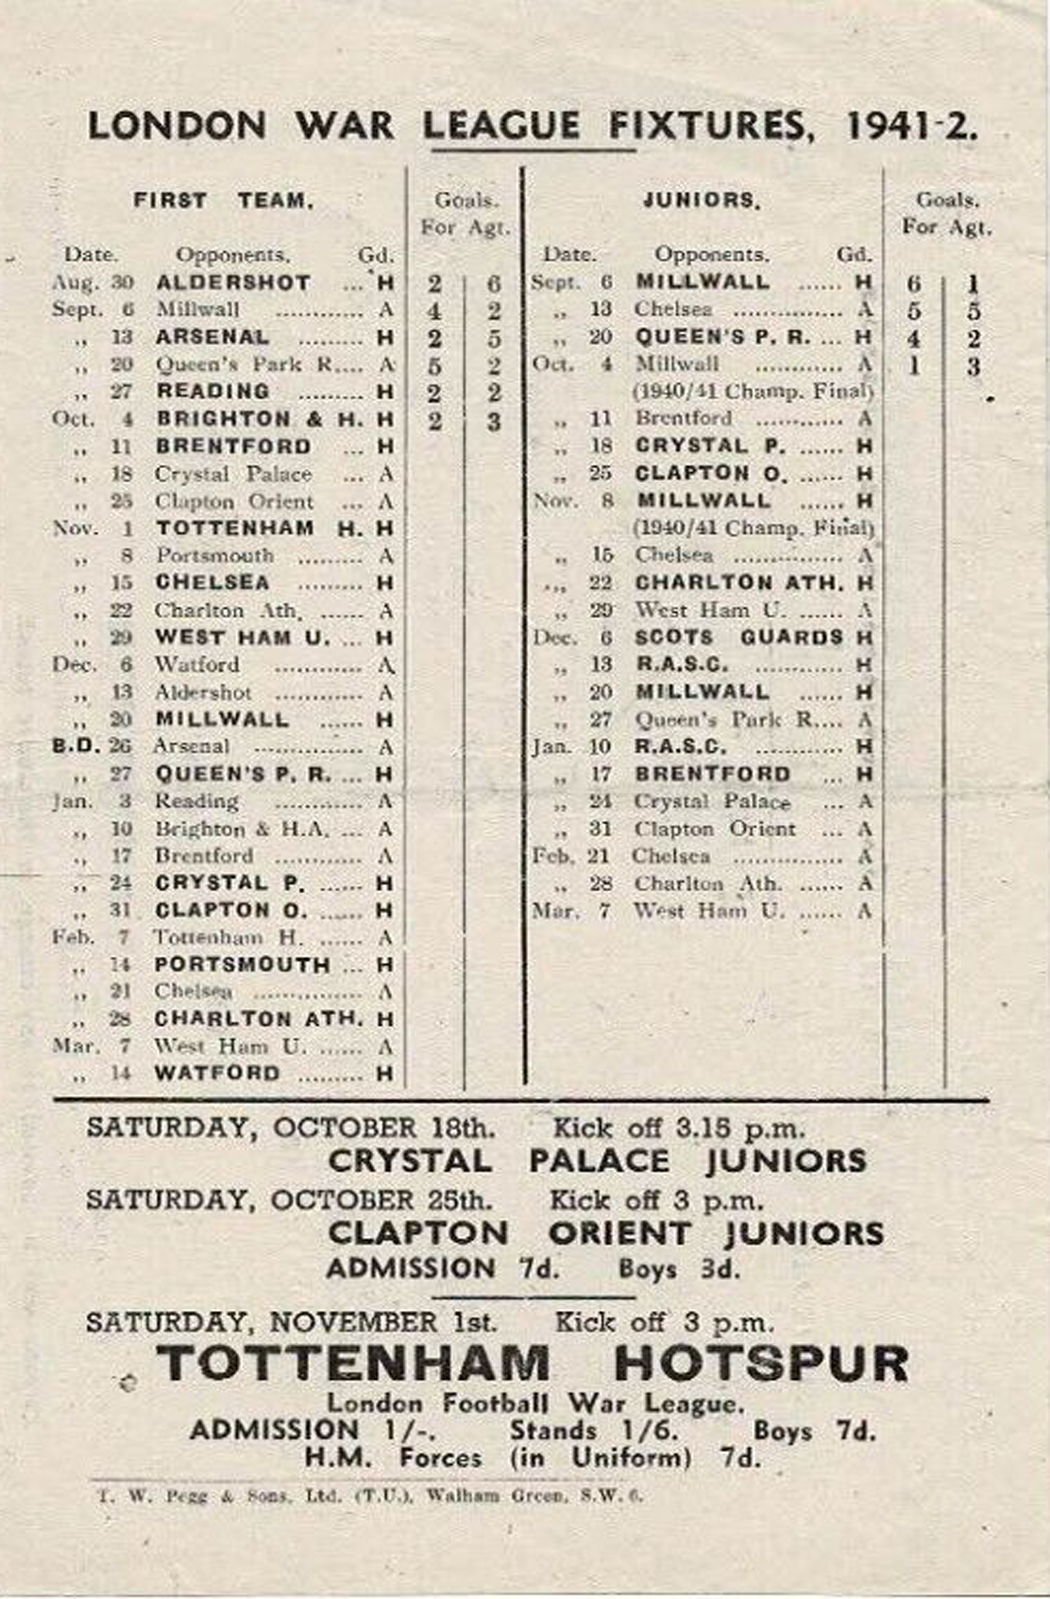 LONDON WAR LEAGUE FIXTURES, 1941-2.
FIRST TEAM.
Goals.
For Agt.
Date. Opponents. Gd.
Aug. 30 ALDERSHOT ... H 2 6
Sept. 6 Millwall ............ A 4 2
,, 13 ARSENAL ......... H 2 5
,, 20 Queen's Park R.... A 5 2
,, 27 READING ......... H 2 2
Oct. 4 BRIGHTON & H. H 2 3
,, 11 BRENTFORD ... H
,, 18 Crystal Palace ... A
,, 25 Clapton Orient ... A
Nov. 1 TOTTENHAM H. H
,, 8 Portsmouth ......... A
,, 15 CHELSEA ......... H
,, 22 Charlton Ath. ...... A
,, 29 WEST HAM U. ... H
Dec. 6 Watford ............ A
,, 13 Aldershot ............ A
,, 20 MILLWALL ...... H
B.D. 26 Arsenal ............... A
,, 27 QUEEN'S P. R. ... H
Jan. 3 Reading ............ A
,, 10 Brighton & H.A. ... A
,, 17 Brentford ............ A
,, 24 CRYSTAL P. ...... H
,, 31 CLAPTON O. ...... H
Feb. 7 Tottenham H. ...... A
,, 14 PORTSMOUTH ... H
,, 21 Chelsea ............... A
,, 28 CHARLTON ATH. H
Mar. 7 West Ham U. ...... A
,, 14 WATFORD ......... H
JUNIORS.
Goals.
For Agt.
Date. Opponents. Gd.
Sept. 6 MILLWALL ...... H 6 1
,, 13 Chelsea ............... A 5 5
,, 20 QUEEN'S P. R. ... H 4 2
Oct. 4 Millwall ............ A 1 3
(1940/41 Champ. Final)
,, 11 Brentford ............ A
,, 18 CRYSTAL P. ...... H
,, 25 CLAPTON O. ...... H
Nov. 8 MILLWALL ...... H
(1940/41 Champ. Final)
,, 15 Chelsea ............... A
,, 22 CHARLTON ATH. H
,, 29 West Ham U. ...... A
Dec. 6 SCOTS GUARDS H
,, 13 R.A.S.C. ............ H
,, 20 MILLWALL ...... H
,, 27 Queen's Park R.... A
Jan. 10 R.A.S.C. ............ H
,, 17 BRENTFORD ... H
,, 24 Crystal Palace ... A
,, 31 Clapton Orient ... A
Feb. 21 Chelsea ............... A
,, 28 Charlton Ath. ...... A
Mar. 7 West Ham U. ...... A
SATURDAY, OCTOBER 18th. Kick off 3.15 p.m.
CRYSTAL PALACE JUNIORS
SATURDAY, OCTOBER 25th. Kick off 3 p.m.
CLAPTON ORIENT JUNIORS
ADMISSION 7d. Boys 3d.
SATURDAY, NOVEMBER 1st. Kick off 3 p.m.
TOTTENHAM HOTSPUR
London Football War League.
ADMISSION 1/-. Stands 1/6. Boys 7d.
H.M. Forces (in Uniform) 7d.
T. W. Pegg & Sons, Ltd. (T.U.), Walham Green, S.W.6.